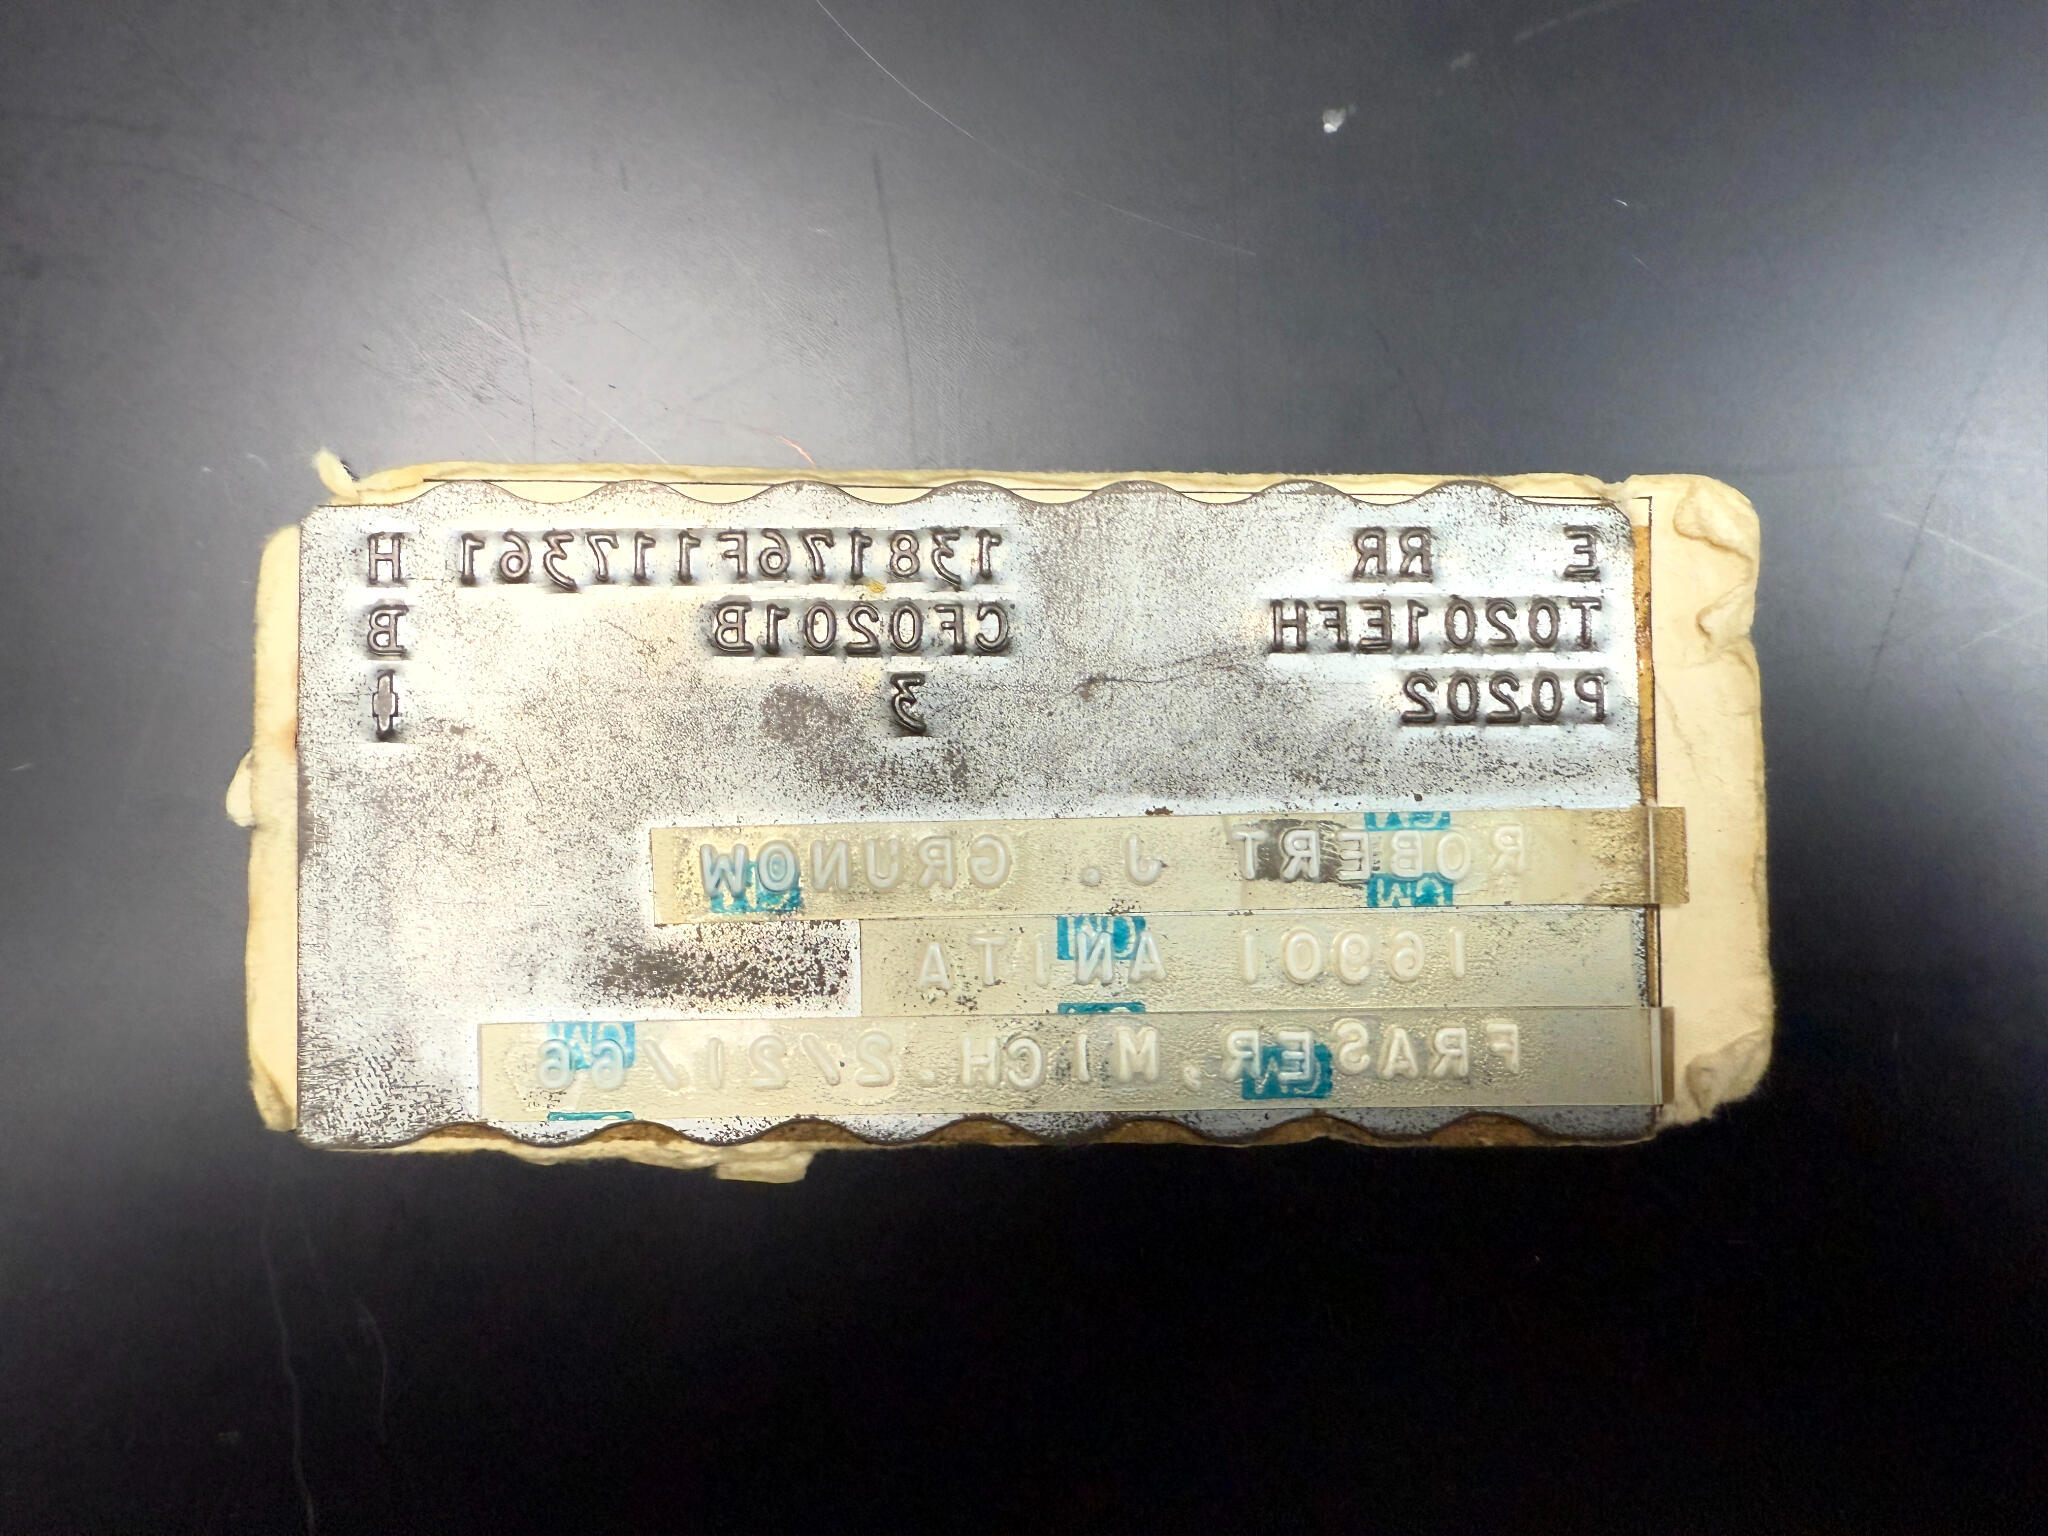 E RR 138176F117361 H
T0201EFH CF0201B B
P0202 3
ROBERT J. GRUNOW
16901 ANITA
FRASER, MICH. 2/21/66